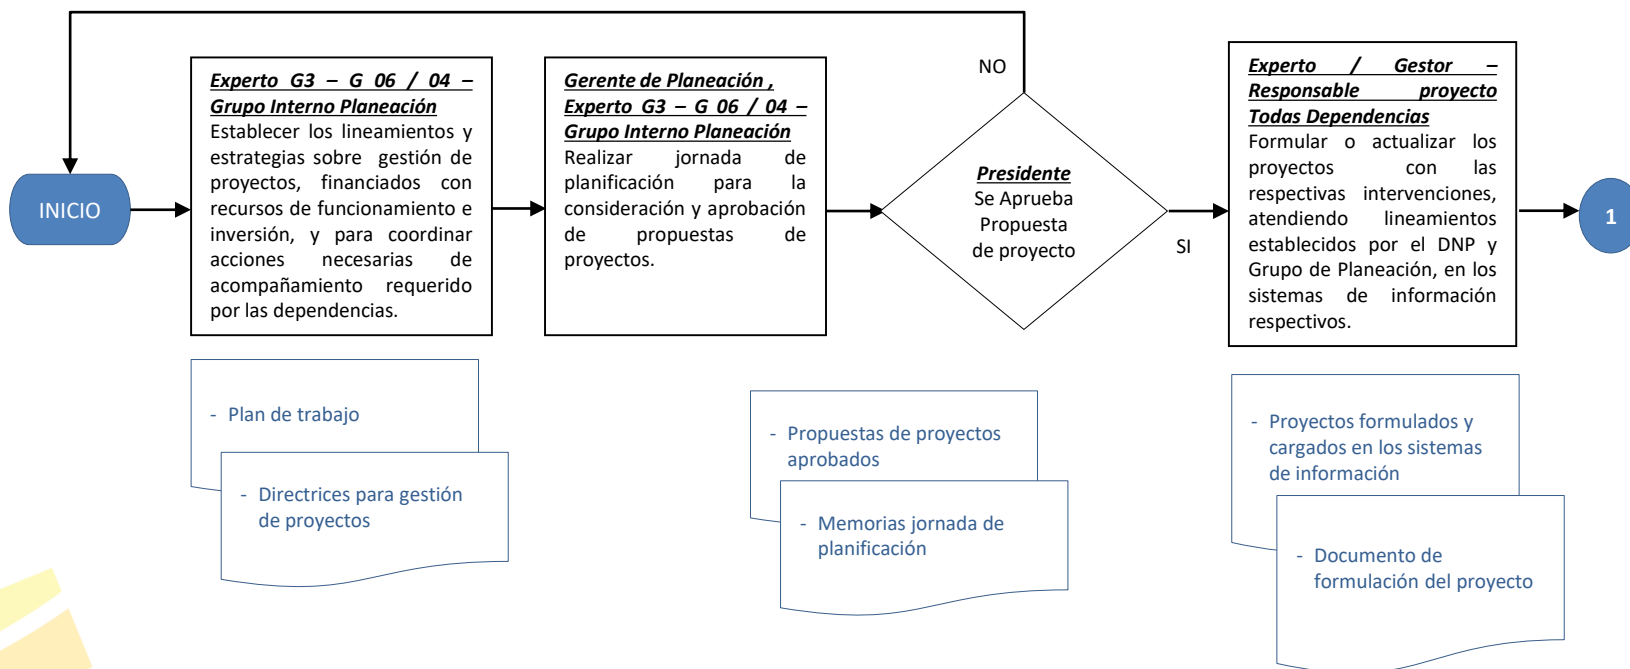 INICIO
Experto G3 – G 06 / 04 –
Grupo Interno Planeación
Establecer los lineamientos y
estrategias sobre gestión de
proyectos, financiados con
recursos de funcionamiento e
inversión, y para coordinar
acciones necesarias de
acompañamiento requerido
por las dependencias.
Gerente de Planeación ,
Experto G3 – G 06 / 04 –
Grupo Interno Planeación
Realizar jornada de
planificación para la
consideración y aprobación
de propuestas de
proyectos.
NO
Presidente
Se Aprueba
Propuesta
de proyecto
SI
Experto / Gestor –
Responsable proyecto
Todas Dependencias
Formular o actualizar los
proyectos con las
respectivas intervenciones,
atendiendo lineamientos
establecidos por el DNP y
Grupo de Planeación, en los
sistemas de información
respectivos.
1
- Plan de trabajo
- Directrices para gestión
de proyectos
- Propuestas de proyectos
aprobados
- Memorias jornada de
planificación
- Proyectos formulados y
cargados en los sistemas
de información
- Documento de
formulación del proyecto